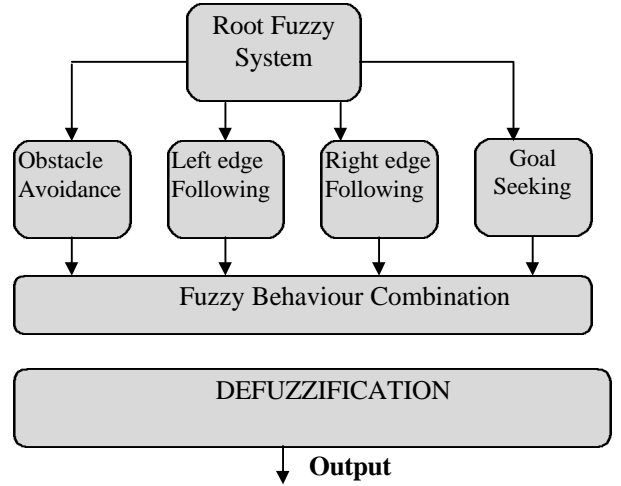 Root Fuzzy
System
Obstacle
Avoidance
Left edge
Following
Right edge
Following
Goal
Seeking
Fuzzy Behaviour Combination
DEFUZZIFICATION
Output